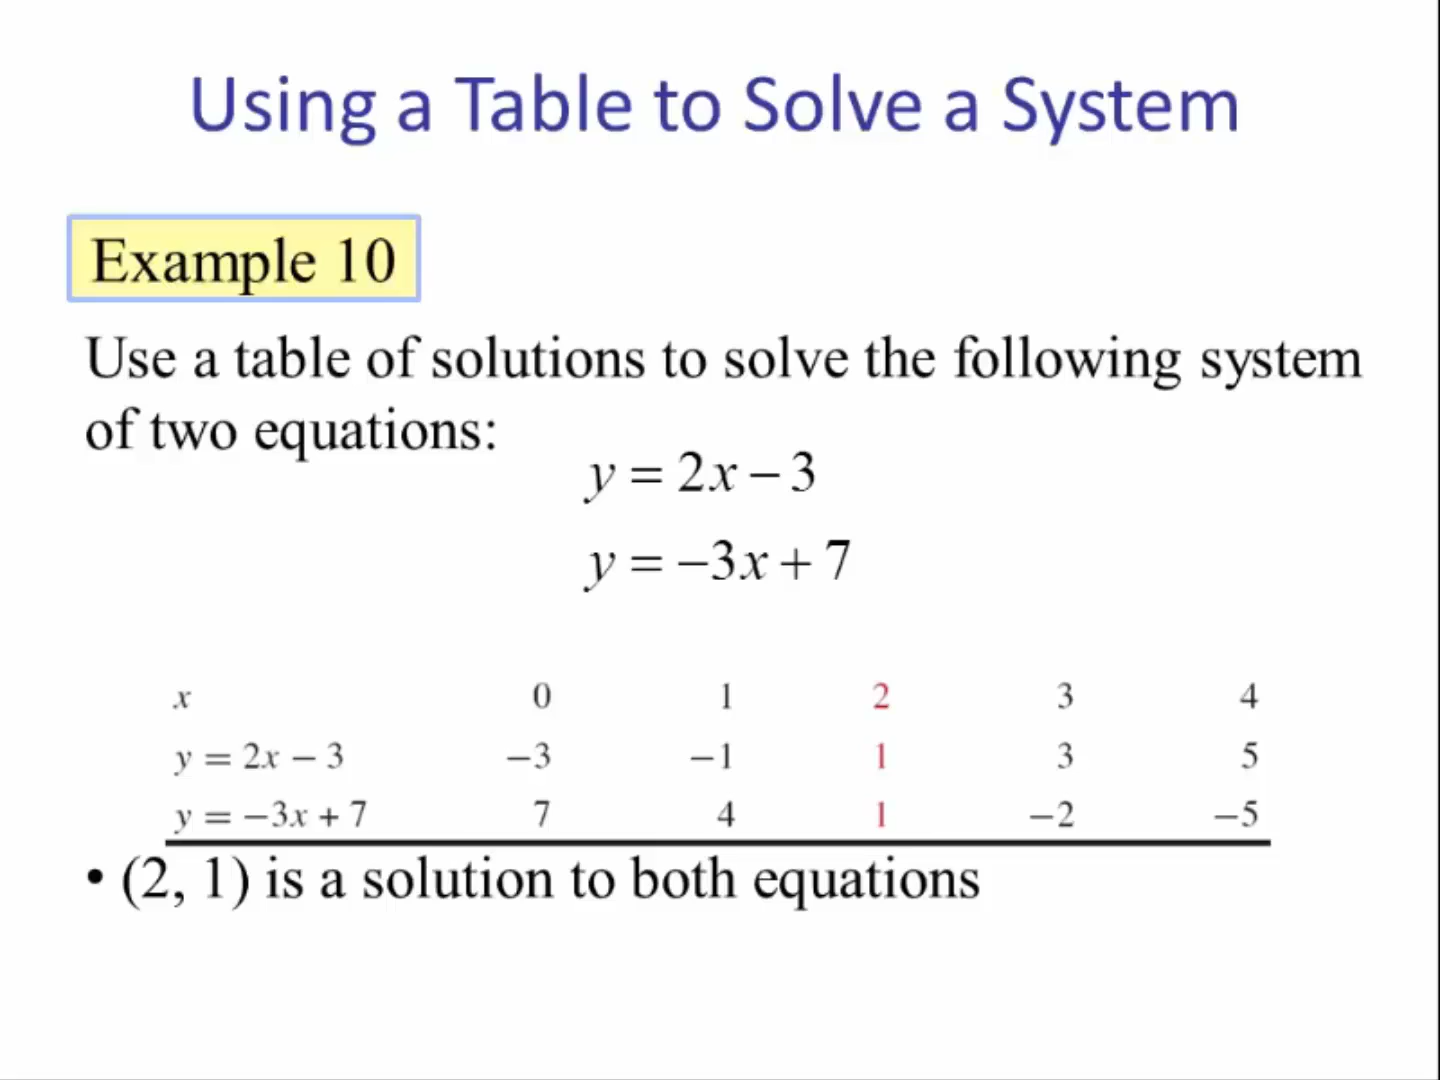 Using a Table to Solve a System
Example 10
Use a table of solutions to solve the following system
of two equations:
y = 2x − 3
y = −3x + 7
x 0 1 2 3 4
y = 2x − 3 −3 −1 1 3 5
y = −3x + 7 7 4 1 −2 −5
• (2, 1) is a solution to both equations